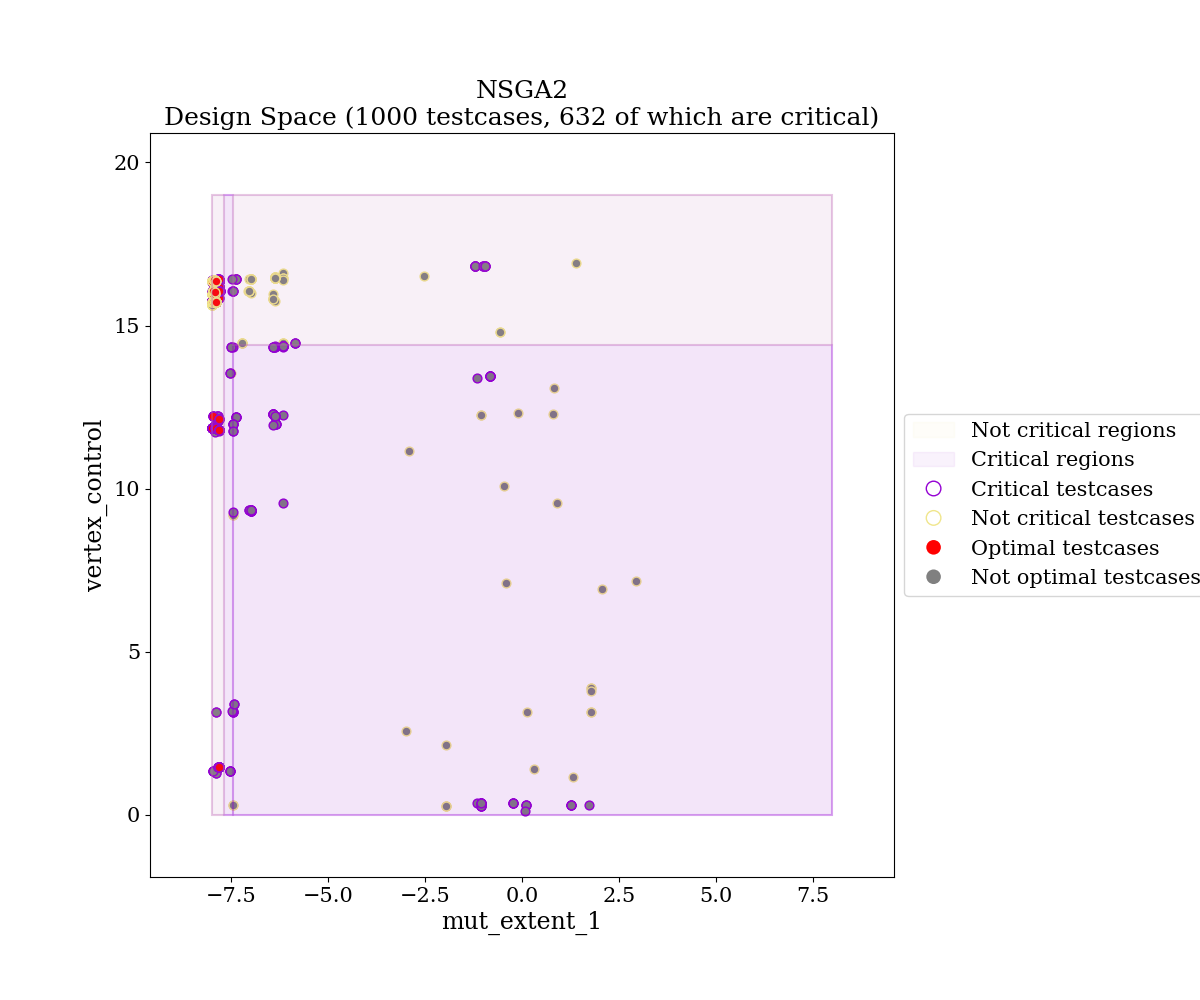 NSGA2
Design Space (1000 testcases, 632 of which are critical)
20
15
10
5
0
vertex_control
−7.5
−5.0
−2.5
0.0
2.5
5.0
7.5
mut_extent_1
Not critical regions
Critical regions
Critical testcases
Not critical testcases
Optimal testcases
Not optimal testcases